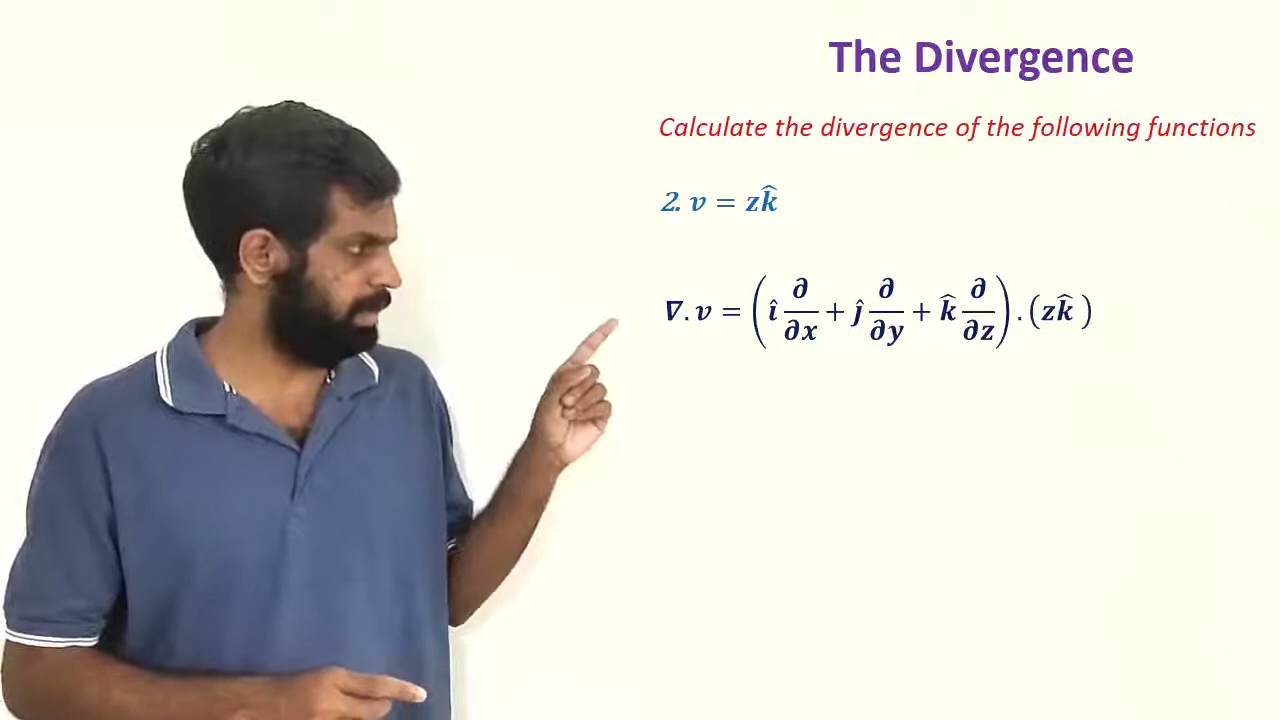 The Divergence
Calculate the divergence of the following functions
2. v = zk̂
∇. v = (î ∂/∂x + ĵ ∂/∂y + k̂ ∂/∂z) . (zk̂ )